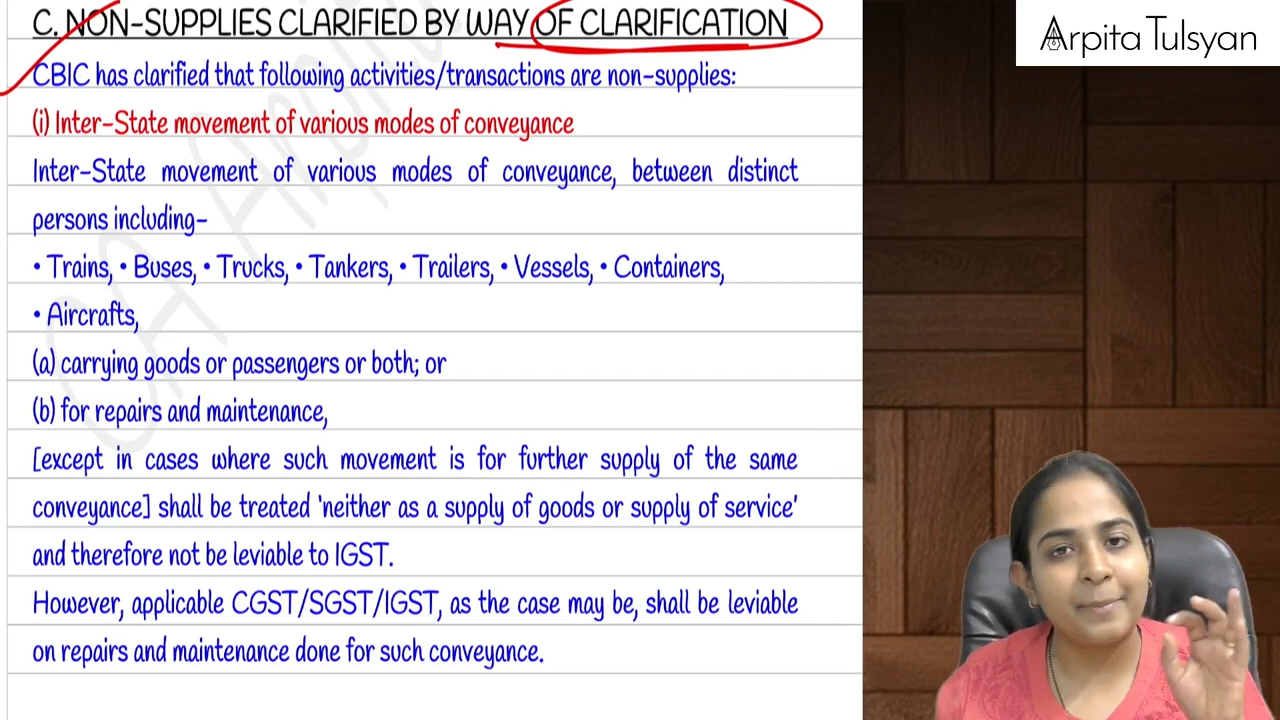 C. NON-SUPPLIES CLARIFIED BY WAY OF CLARIFICATION
Arpita Tulsyan
CBIC has clarified that following activities/transactions are non-supplies:
(i) Inter-State movement of various modes of conveyance
Inter-State movement of various modes of conveyance, between distinct
persons including-
• Trains, • Buses, • Trucks, • Tankers, • Trailers, • Vessels, • Containers,
• Aircrafts,
(a) carrying goods or passengers or both; or
(b) for repairs and maintenance,
[except in cases where such movement is for further supply of the same
conveyance] shall be treated 'neither as a supply of goods or supply of service'
and therefore not be leviable to IGST.
However, applicable CGST/SGST/IGST, as the case may be, shall be leviable
on repairs and maintenance done for such conveyance.